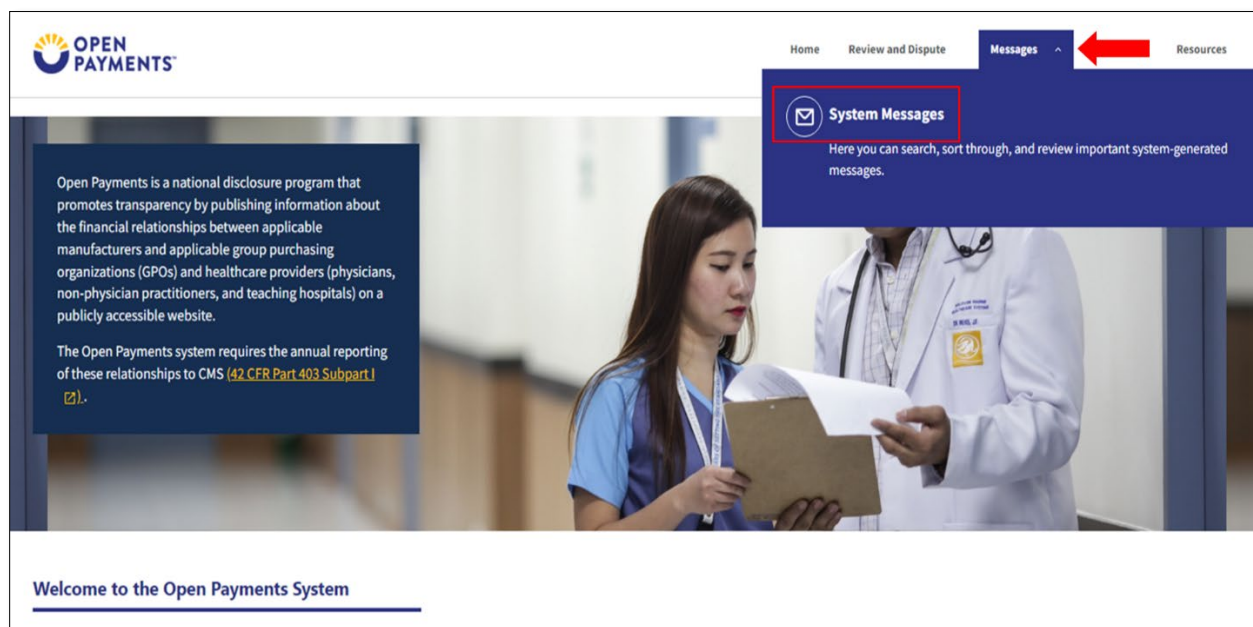 OPEN
PAYMENTS™
Home Review and Dispute Messages Resources
System Messages
Here you can search, sort through, and review important system-generated
messages.
Open Payments is a national disclosure program that
promotes transparency by publishing information about
the financial relationships between applicable
manufacturers and applicable group purchasing
organizations (GPOs) and healthcare providers (physicians,
non-physician practitioners, and teaching hospitals) on a
publicly accessible website.
The Open Payments system requires the annual reporting
of these relationships to CMS (42 CFR Part 403 Subpart I
).
Welcome to the Open Payments System